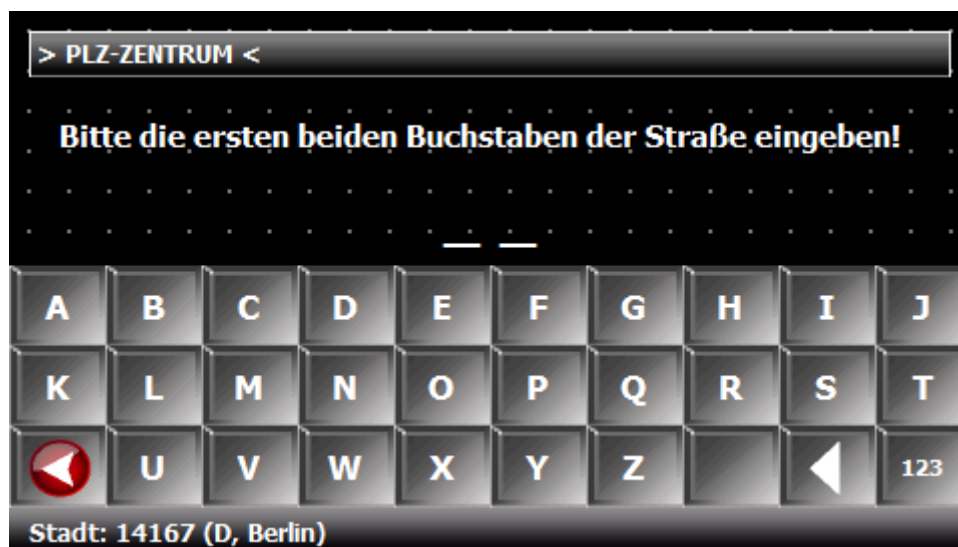 > PLZ-ZENTRUM <
Bitte die ersten beiden Buchstaben der Straße eingeben!
_ _
A B C D E F G H I J
K L M N O P Q R S T
U V W X Y Z 123
Stadt: 14167 (D, Berlin)